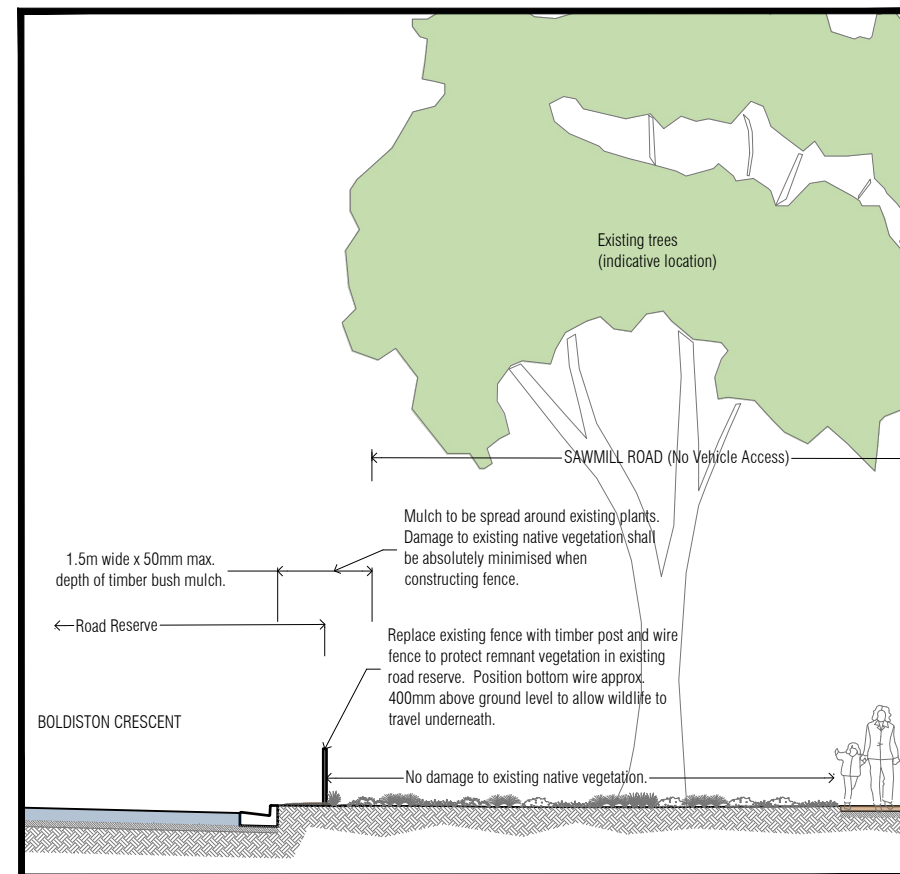 Existing trees
(indicative location)
SAWMILL ROAD (No Vehicle Access)
Mulch to be spread around existing plants.
Damage to existing native vegetation shall
be absolutely minimised when
constructing fence.
1.5m wide x 50mm max.
depth of timber bush mulch.
Road Reserve
Replace existing fence with timber post and wire
fence to protect remnant vegetation in existing
road reserve. Position bottom wire approx.
400mm above ground level to allow wildlife to
travel underneath.
BOLDISTON CRESCENT
No damage to existing native vegetation.